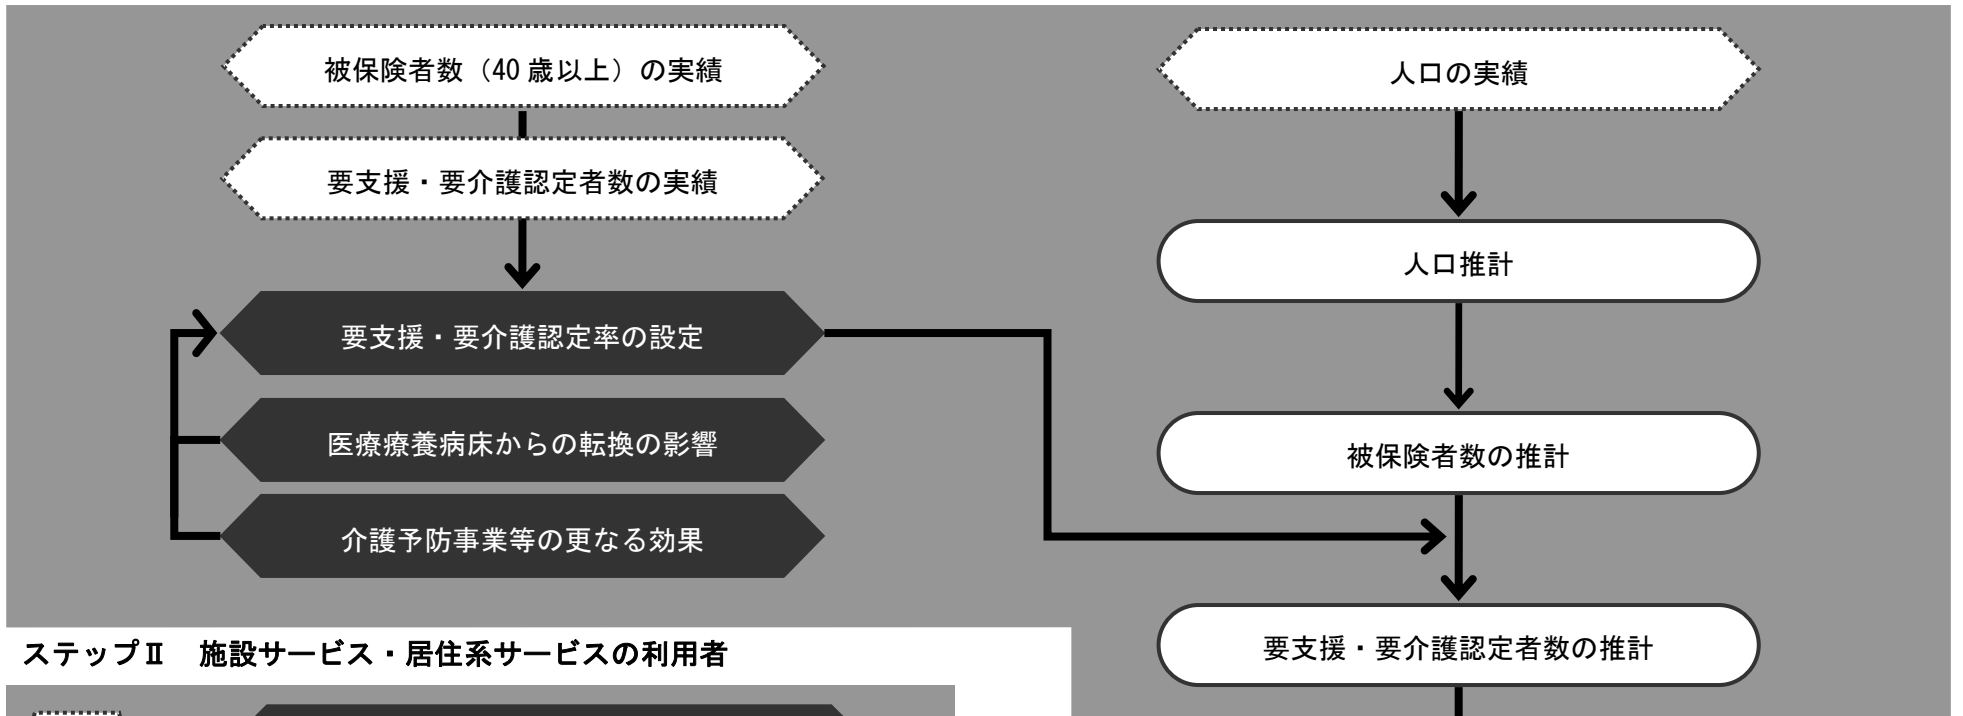 被保険者数（40歳以上）の実績
要支援・要介護認定者数の実績
要支援・要介護認定率の設定
医療療養病床からの転換の影響
介護予防事業等の更なる効果
人口の実績
人口推計
被保険者数の推計
要支援・要介護認定者数の推計
ステップⅡ　施設サービス・居住系サービスの利用者